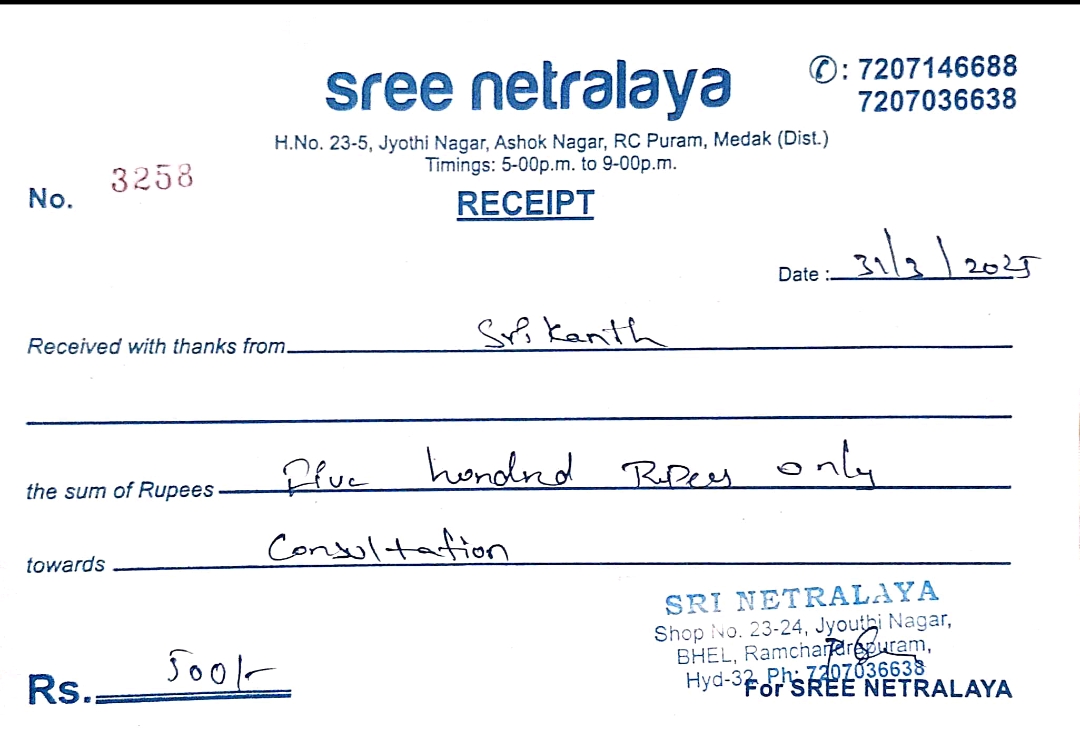 sree netralaya
✆: 7207146688
7207036638
H.No. 23-5, Jyothi Nagar, Ashok Nagar, RC Puram, Medak (Dist.)
Timings: 5-00p.m. to 9-00p.m.
No. 3258
RECEIPT
Date : 31/3/2025
Received with thanks from Srikanth
the sum of Rupees Five hondred Rupees only
towards Consultation
SRI NETRALAYA
Shop No. 23-24, Jyouthi Nagar,
BHEL, Ramchandrapuram,
Hyd-32, Ph: 7207036638
Rs. 500/-
For SREE NETRALAYA